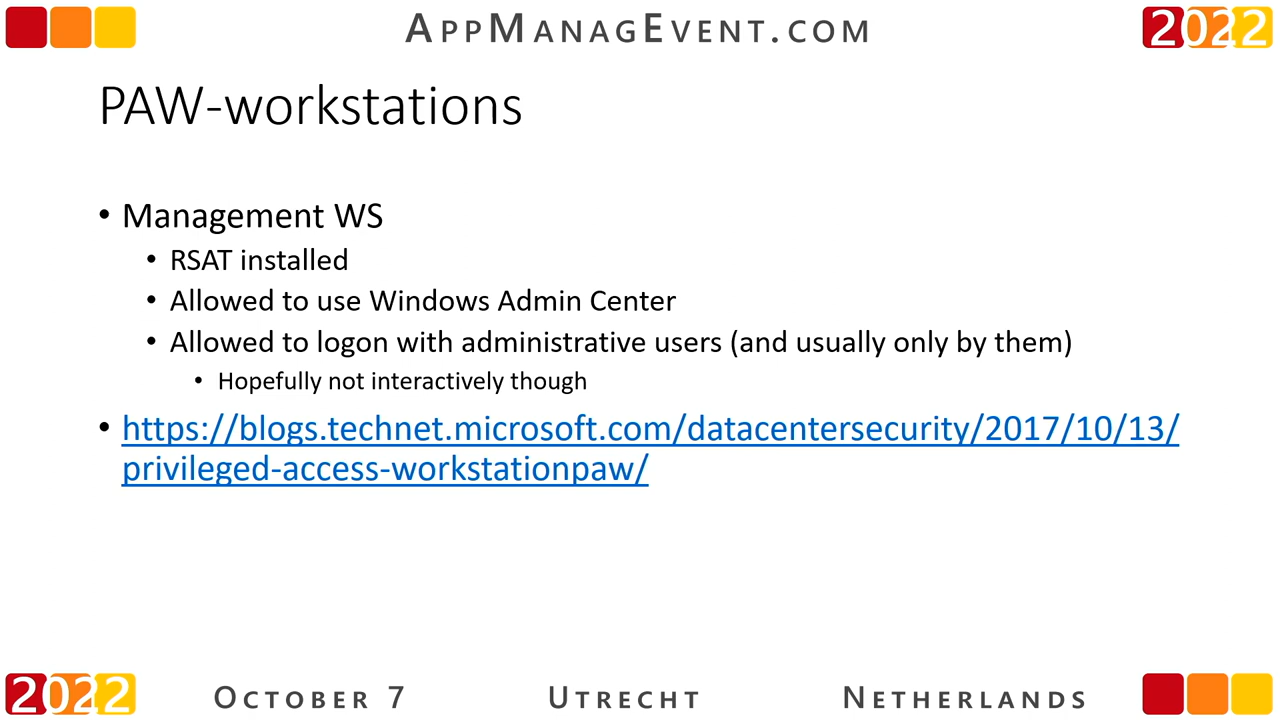 APPMANAGEVENT.COM
2022
PAW-workstations
• Management WS
• RSAT installed
• Allowed to use Windows Admin Center
• Allowed to logon with administrative users (and usually only by them)
• Hopefully not interactively though
• https://blogs.technet.microsoft.com/datacentersecurity/2017/10/13/
privileged-access-workstationpaw/
2022
OCTOBER 7
UTRECHT
NETHERLANDS